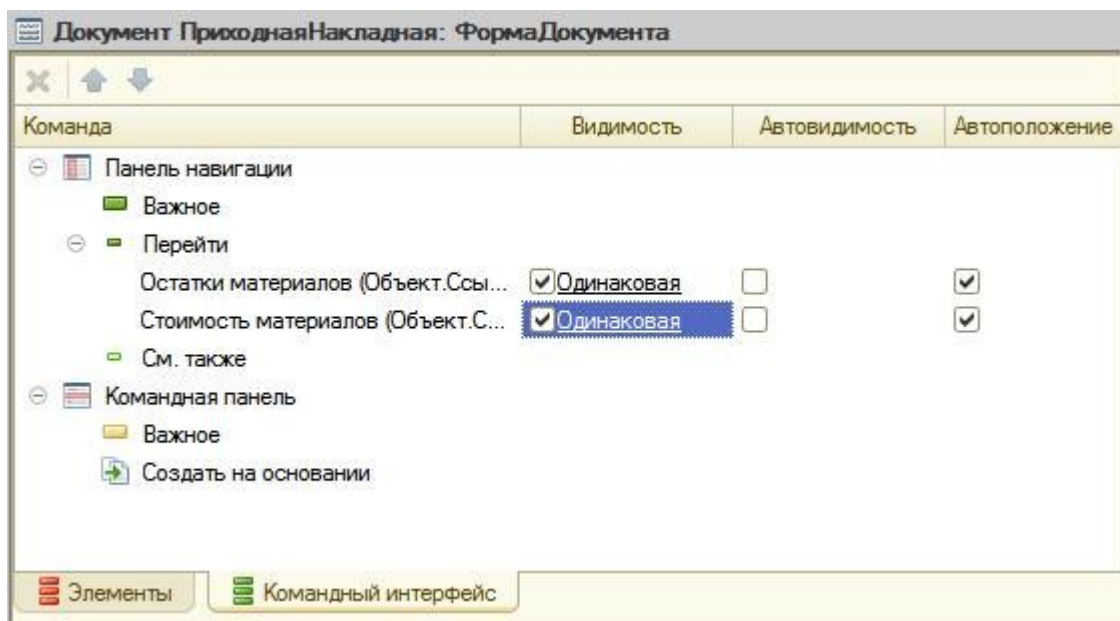 Документ ПриходнаяНакладная: ФормаДокумента
Команда Видимость Автовидимость Автоположение
Панель навигации
Важное
Перейти
Остатки материалов (Объект.Ссы... Одинаковая
Стоимость материалов (Объект.С... Одинаковая
См. также
Командная панель
Важное
Создать на основании
Элементы Командный интерфейс